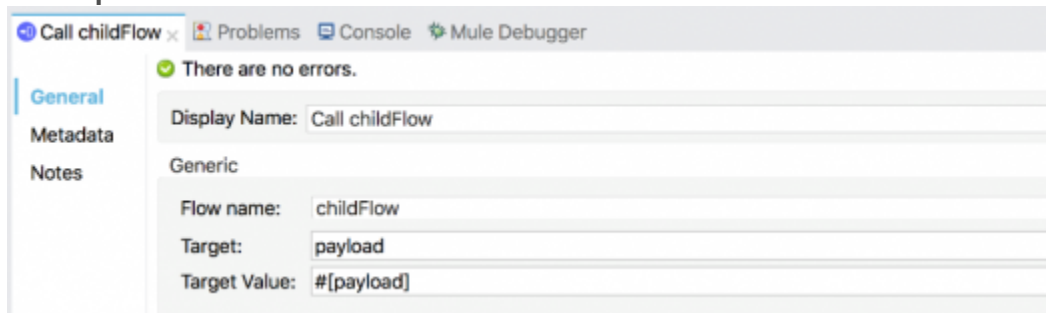 Call childFlow Problems Console Mule Debugger
There are no errors.
General
Display Name: Call childFlow
Metadata
Notes
Generic
Flow name: childFlow
Target: payload
Target Value: #[payload]